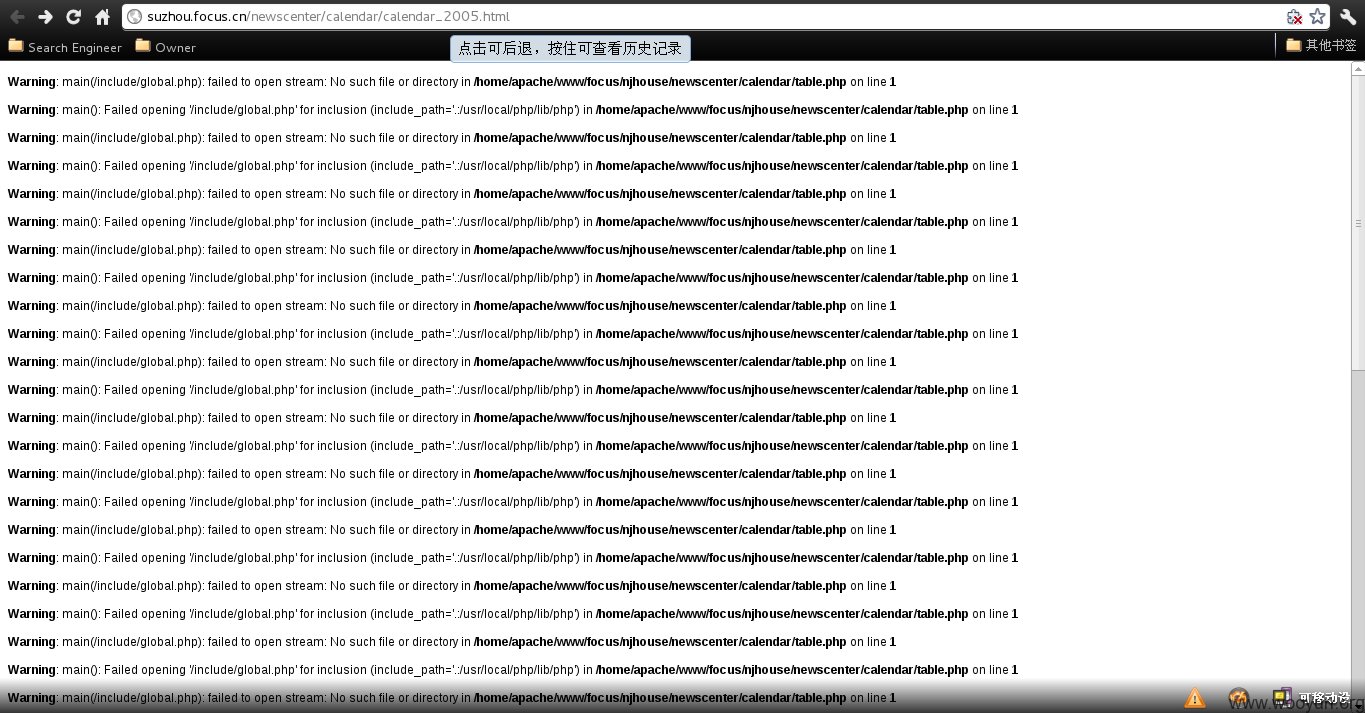 suzhou.focus.cn/newscenter/calendar/calendar_2005.html
Search Engineer Owner 点击可后退，按住可查看历史记录 其他书签
Warning: main(/include/global.php): failed to open stream: No such file or directory in /home/apache/www/focus/njhouse/newscenter/calendar/table.php on line 1
Warning: main(): Failed opening '/include/global.php' for inclusion (include_path='.:/usr/local/php/lib/php') in /home/apache/www/focus/njhouse/newscenter/calendar/table.php on line 1
Warning: main(/include/global.php): failed to open stream: No such file or directory in /home/apache/www/focus/njhouse/newscenter/calendar/table.php on line 1
Warning: main(): Failed opening '/include/global.php' for inclusion (include_path='.:/usr/local/php/lib/php') in /home/apache/www/focus/njhouse/newscenter/calendar/table.php on line 1
Warning: main(/include/global.php): failed to open stream: No such file or directory in /home/apache/www/focus/njhouse/newscenter/calendar/table.php on line 1
Warning: main(): Failed opening '/include/global.php' for inclusion (include_path='.:/usr/local/php/lib/php') in /home/apache/www/focus/njhouse/newscenter/calendar/table.php on line 1
Warning: main(/include/global.php): failed to open stream: No such file or directory in /home/apache/www/focus/njhouse/newscenter/calendar/table.php on line 1
Warning: main(): Failed opening '/include/global.php' for inclusion (include_path='.:/usr/local/php/lib/php') in /home/apache/www/focus/njhouse/newscenter/calendar/table.php on line 1
Warning: main(/include/global.php): failed to open stream: No such file or directory in /home/apache/www/focus/njhouse/newscenter/calendar/table.php on line 1
Warning: main(): Failed opening '/include/global.php' for inclusion (include_path='.:/usr/local/php/lib/php') in /home/apache/www/focus/njhouse/newscenter/calendar/table.php on line 1
Warning: main(/include/global.php): failed to open stream: No such file or directory in /home/apache/www/focus/njhouse/newscenter/calendar/table.php on line 1
Warning: main(): Failed opening '/include/global.php' for inclusion (include_path='.:/usr/local/php/lib/php') in /home/apache/www/focus/njhouse/newscenter/calendar/table.php on line 1
Warning: main(/include/global.php): failed to open stream: No such file or directory in /home/apache/www/focus/njhouse/newscenter/calendar/table.php on line 1
Warning: main(): Failed opening '/include/global.php' for inclusion (include_path='.:/usr/local/php/lib/php') in /home/apache/www/focus/njhouse/newscenter/calendar/table.php on line 1
Warning: main(/include/global.php): failed to open stream: No such file or directory in /home/apache/www/focus/njhouse/newscenter/calendar/table.php on line 1
Warning: main(): Failed opening '/include/global.php' for inclusion (include_path='.:/usr/local/php/lib/php') in /home/apache/www/focus/njhouse/newscenter/calendar/table.php on line 1
Warning: main(/include/global.php): failed to open stream: No such file or directory in /home/apache/www/focus/njhouse/newscenter/calendar/table.php on line 1
Warning: main(): Failed opening '/include/global.php' for inclusion (include_path='.:/usr/local/php/lib/php') in /home/apache/www/focus/njhouse/newscenter/calendar/table.php on line 1
Warning: main(/include/global.php): failed to open stream: No such file or directory in /home/apache/www/focus/njhouse/newscenter/calendar/table.php on line 1
Warning: main(): Failed opening '/include/global.php' for inclusion (include_path='.:/usr/local/php/lib/php') in /home/apache/www/focus/njhouse/newscenter/calendar/table.php on line 1
Warning: main(/include/global.php): failed to open stream: No such file or directory in /home/apache/www/focus/njhouse/newscenter/calendar/table.php on line 1
Warning: main(): Failed opening '/include/global.php' for inclusion (include_path='.:/usr/local/php/lib/php') in /home/apache/www/focus/njhouse/newscenter/calendar/table.php on line 1
Warning: main(/include/global.php): failed to open stream: No such file or directory in /home/apache/www/focus/njhouse/newscenter/calendar/table.php on line 1
可移动设
www.wooyun.org